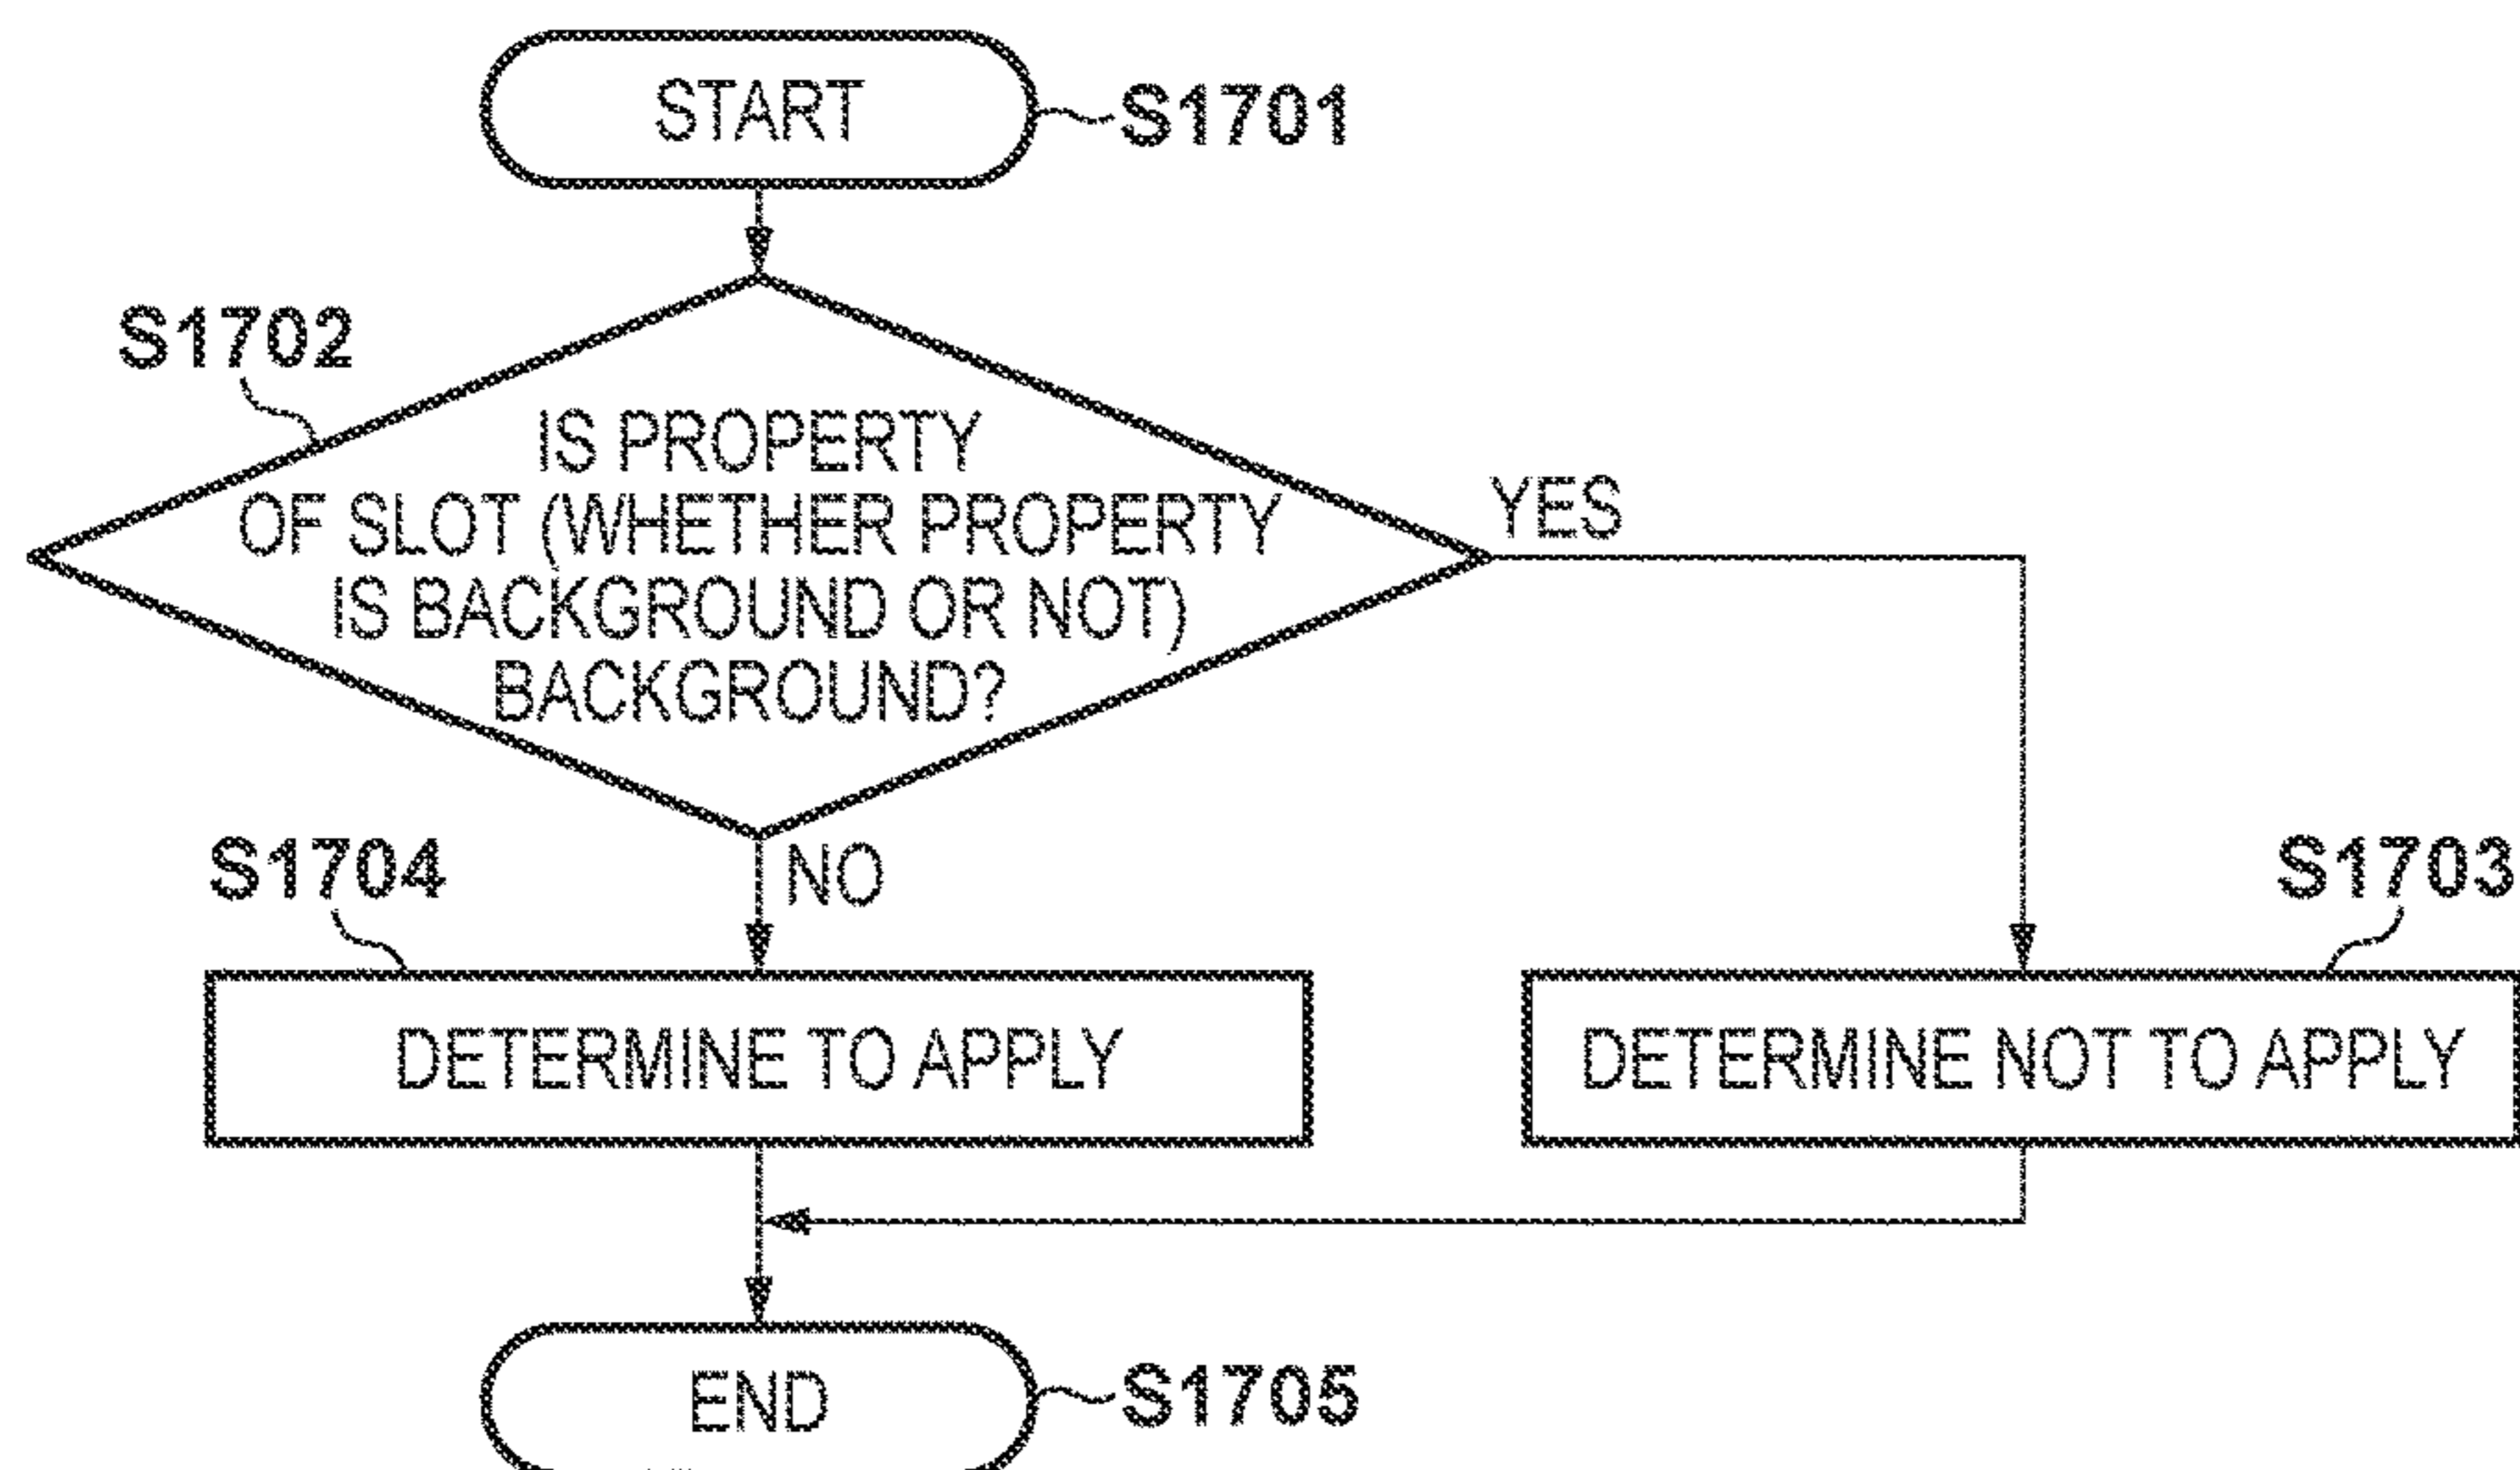 START
S1701
S1702
IS PROPERTY
OF SLOT (WHETHER PROPERTY
IS BACKGROUND OR NOT)
BACKGROUND?
YES
NO
S1704
DETERMINE TO APPLY
S1703
DETERMINE NOT TO APPLY
END
S1705